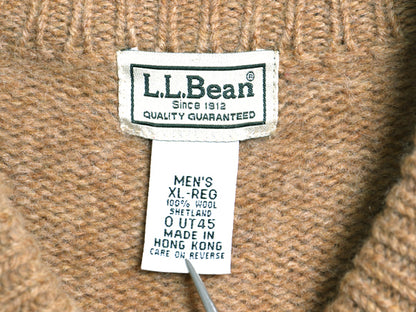 L.L.Bean®
Since 1912
QUALITY GUARANTEED
MEN'S
XL-REG
100% WOOL
SHETLAND
0 UT45
MADE IN
HONG KONG
CARE ON REVERSE